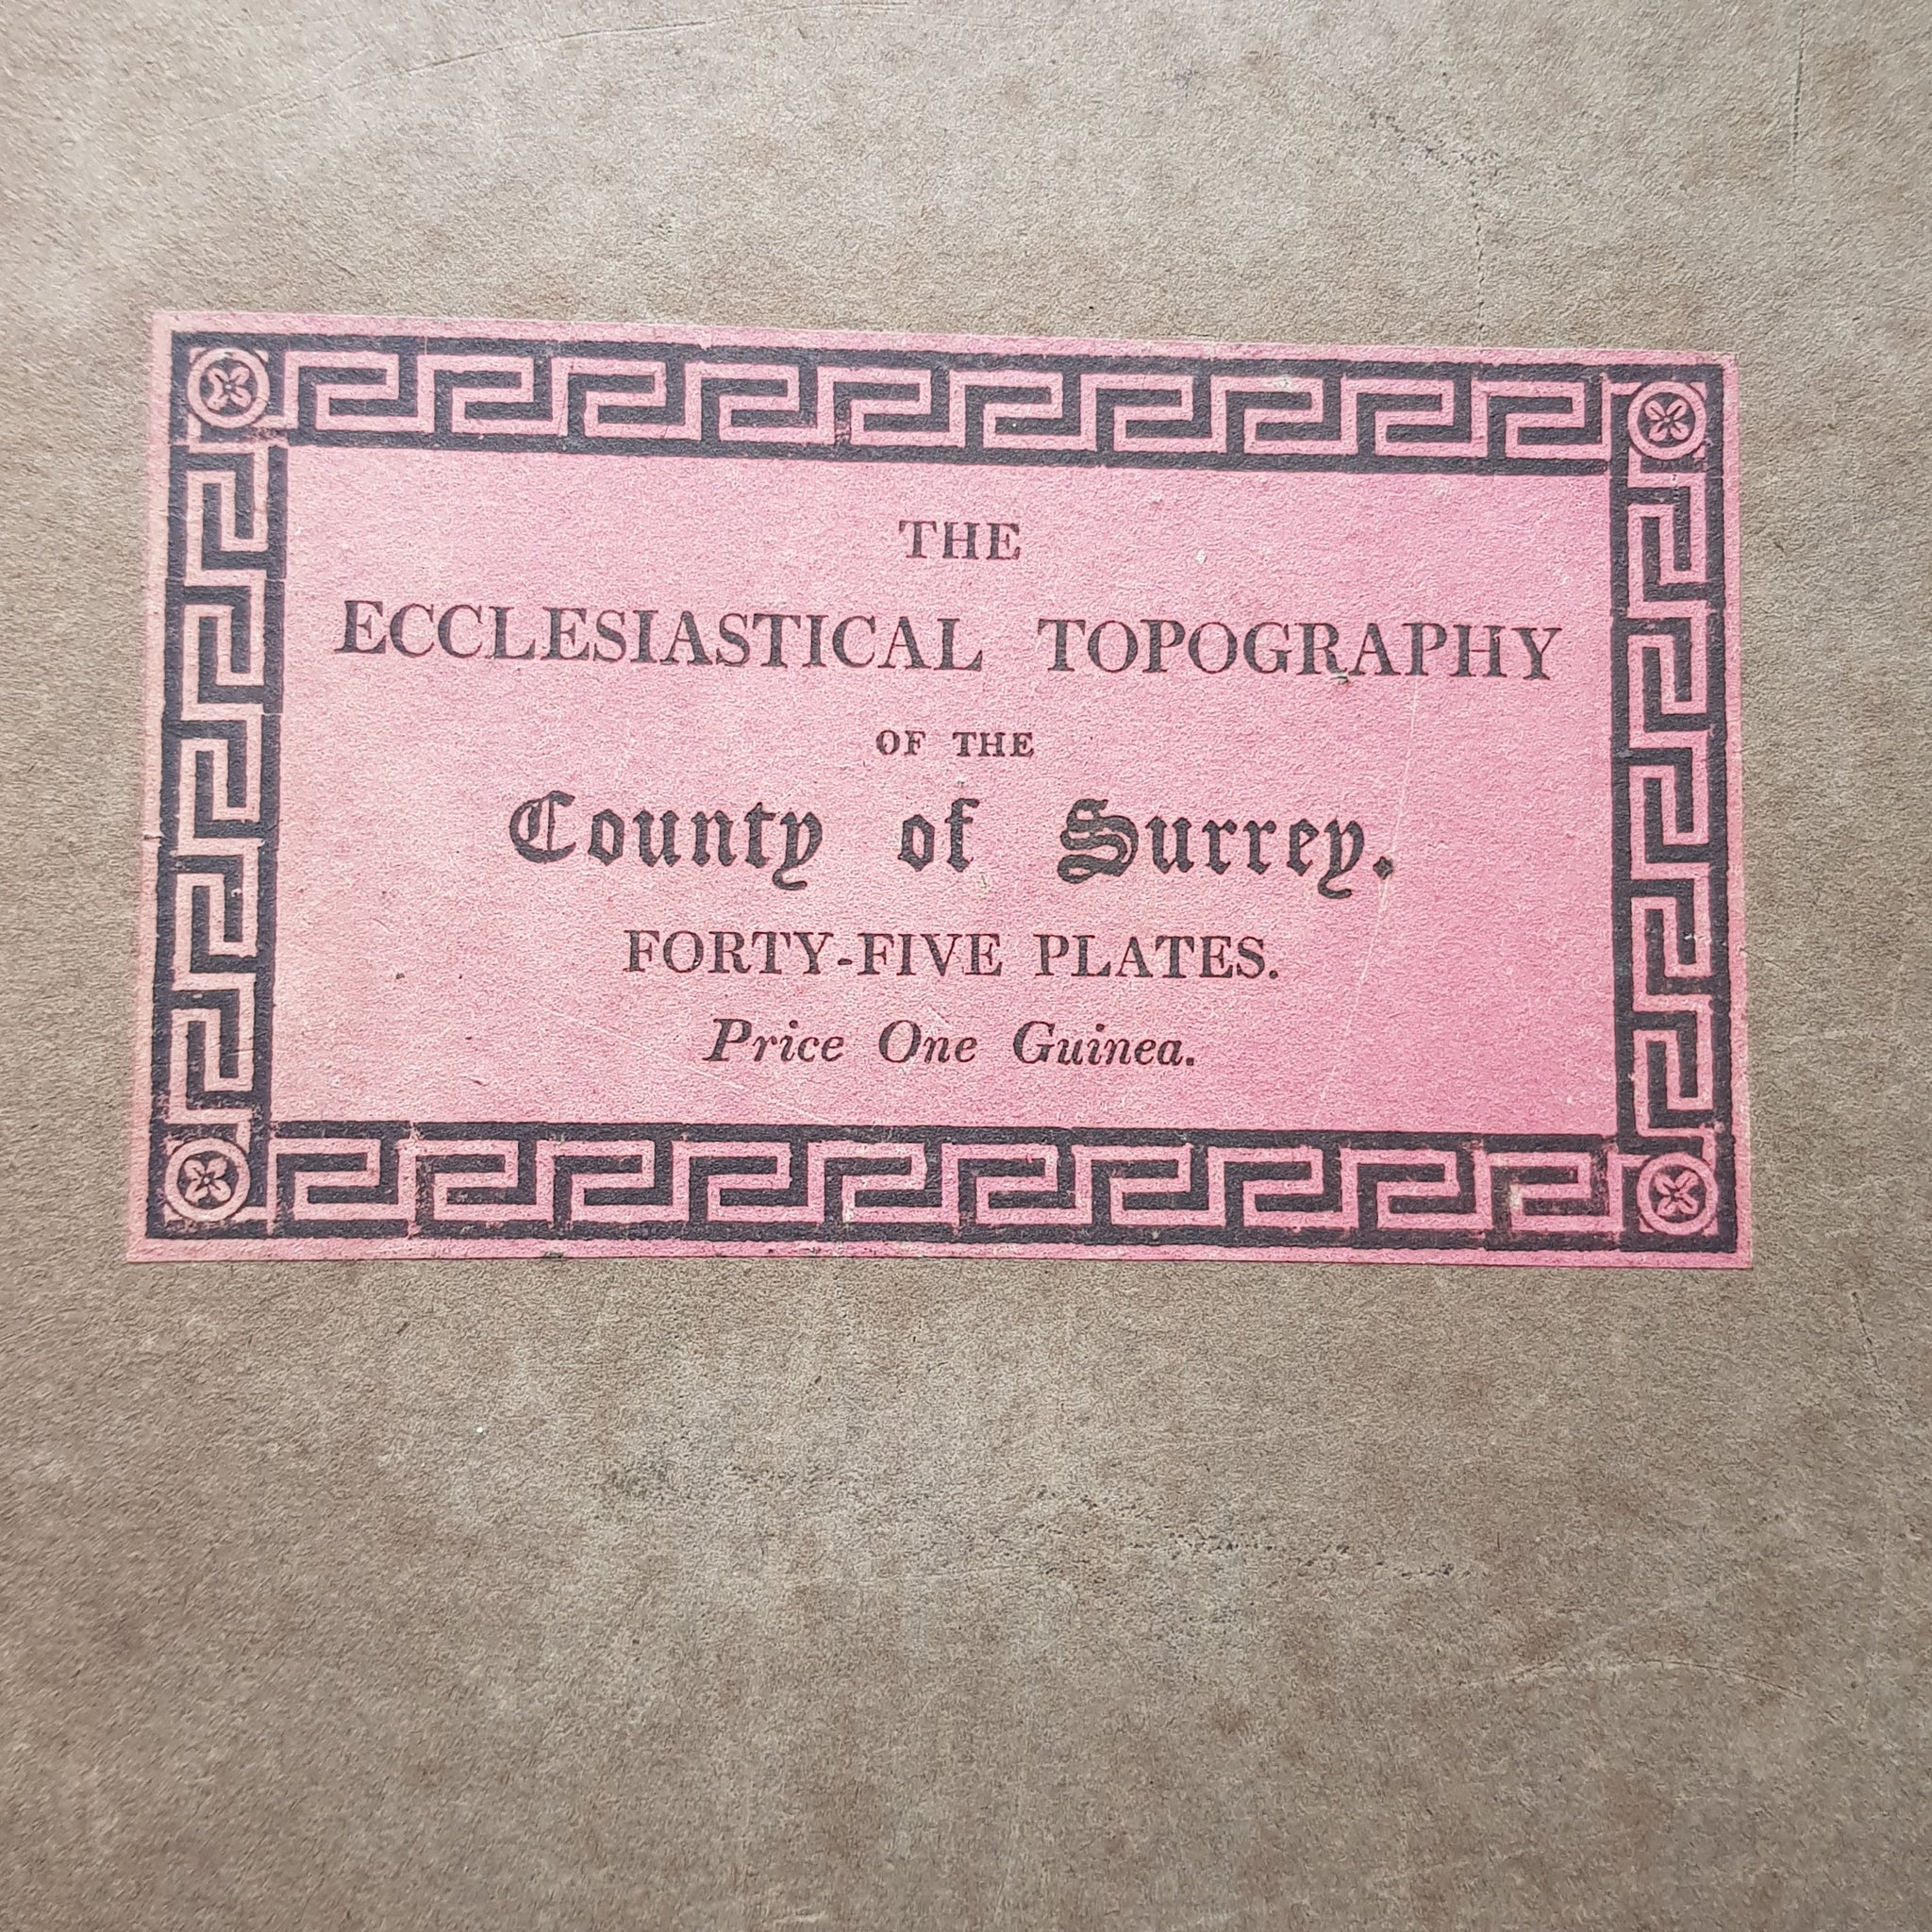 THE
ECCLESIASTICAL TOPOGRAPHY
OF THE
County of Surrey.
FORTY-FIVE PLATES.
Price One Guinea.